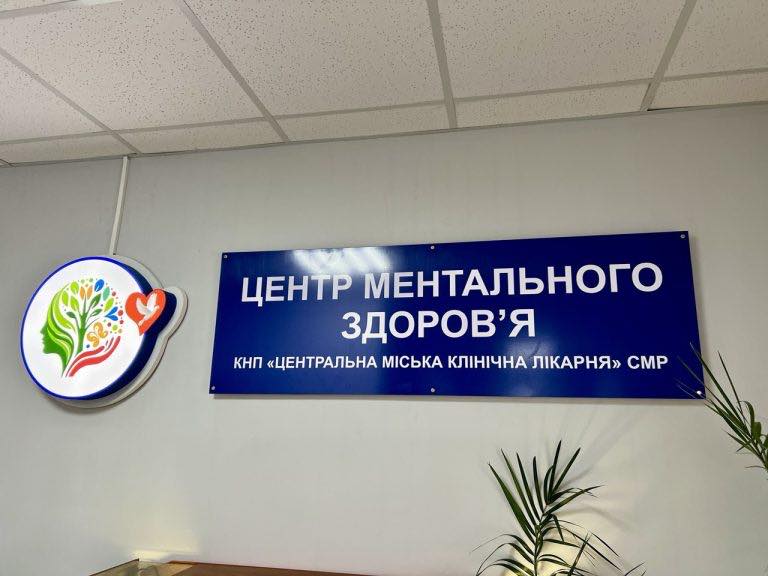 ЦЕНТР МЕНТАЛЬНОГО
ЗДОРОВ’Я
КНП «ЦЕНТРАЛЬНА МІСЬКА КЛІНІЧНА ЛІКАРНЯ» СМР